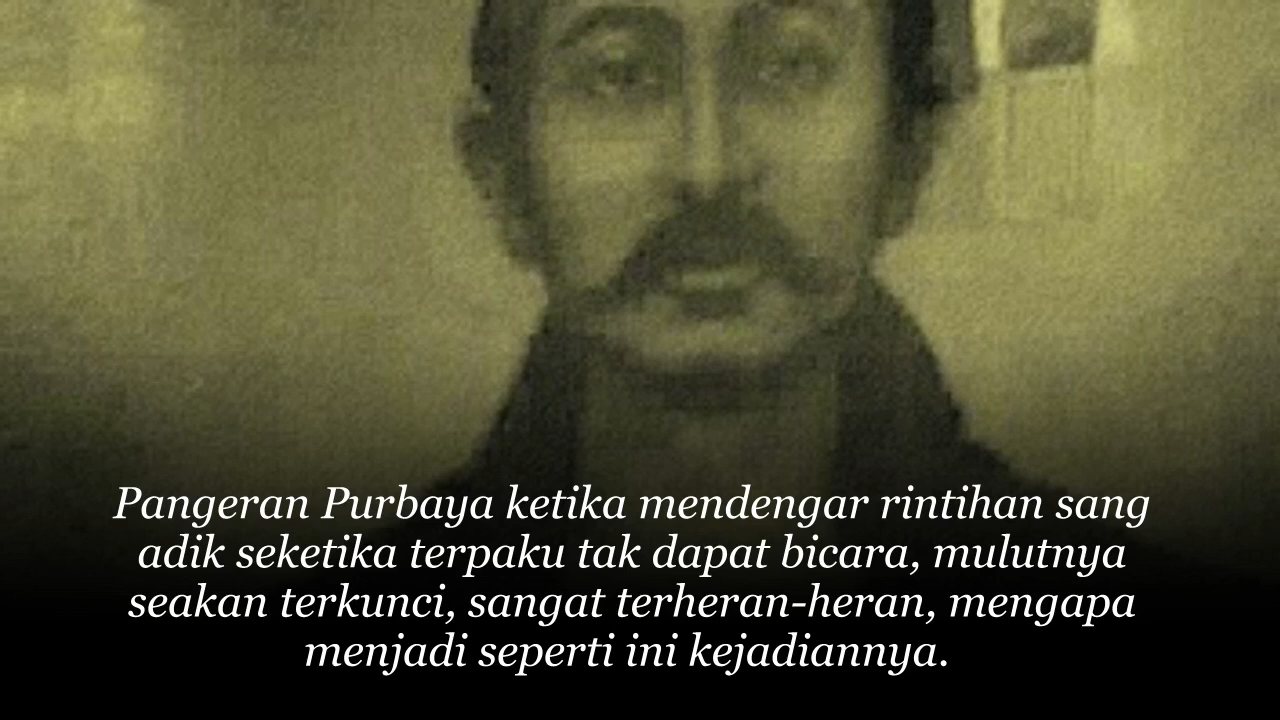 Pangeran Purbaya ketika mendengar rintihan sang
adik seketika terpaku tak dapat bicara, mulutnya
seakan terkunci, sangat terheran-heran, mengapa
menjadi seperti ini kejadiannya.